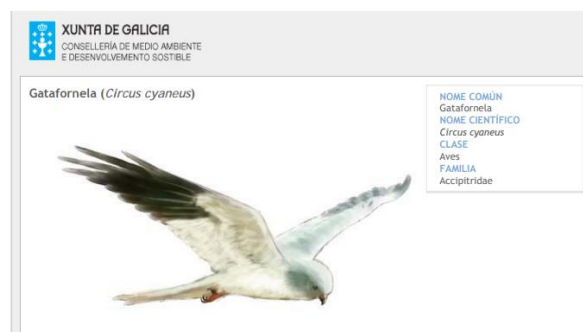 XUNTA DE GALICIA
CONSELLERÍA DE MEDIO AMBIENTE
E DESENVOLVEMENTO SOSTIBLE
Gatafornela (Circus cyaneus)
NOME COMÚN
Gatafornela
NOME CIENTÍFICO
Circus cyaneus
CLASE
Aves
FAMILIA
Accipitridae